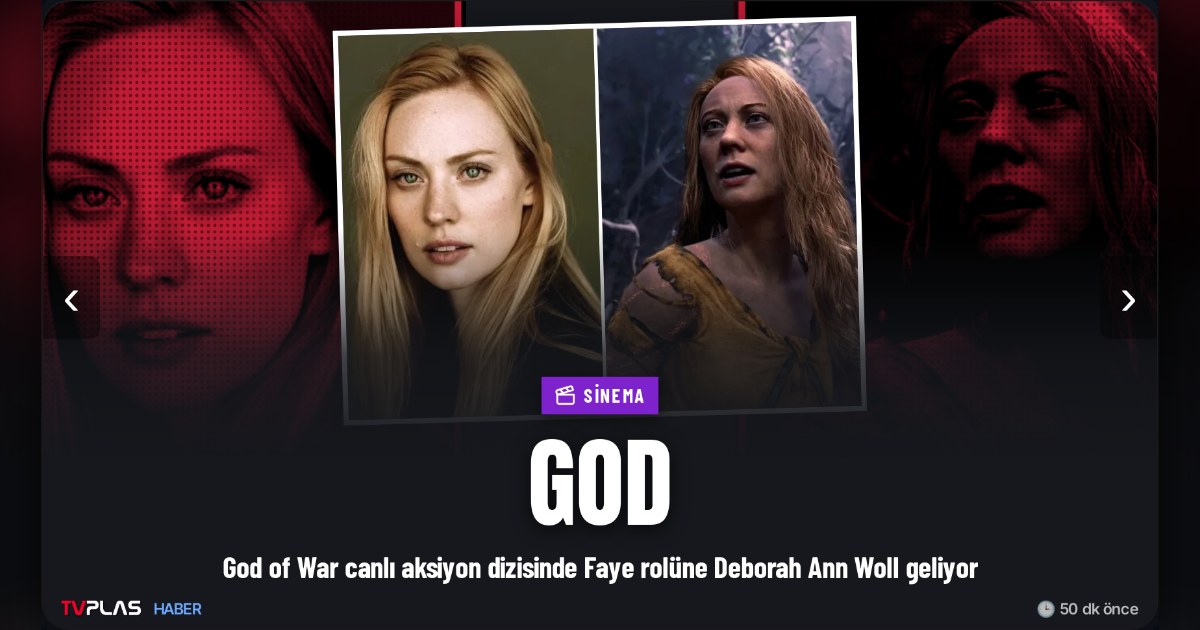 SİNEMA
GOD
God of War canlı aksiyon dizisinde Faye rolüne Deborah Ann Woll geliyor
TVPLAS HABER
50 dk önce